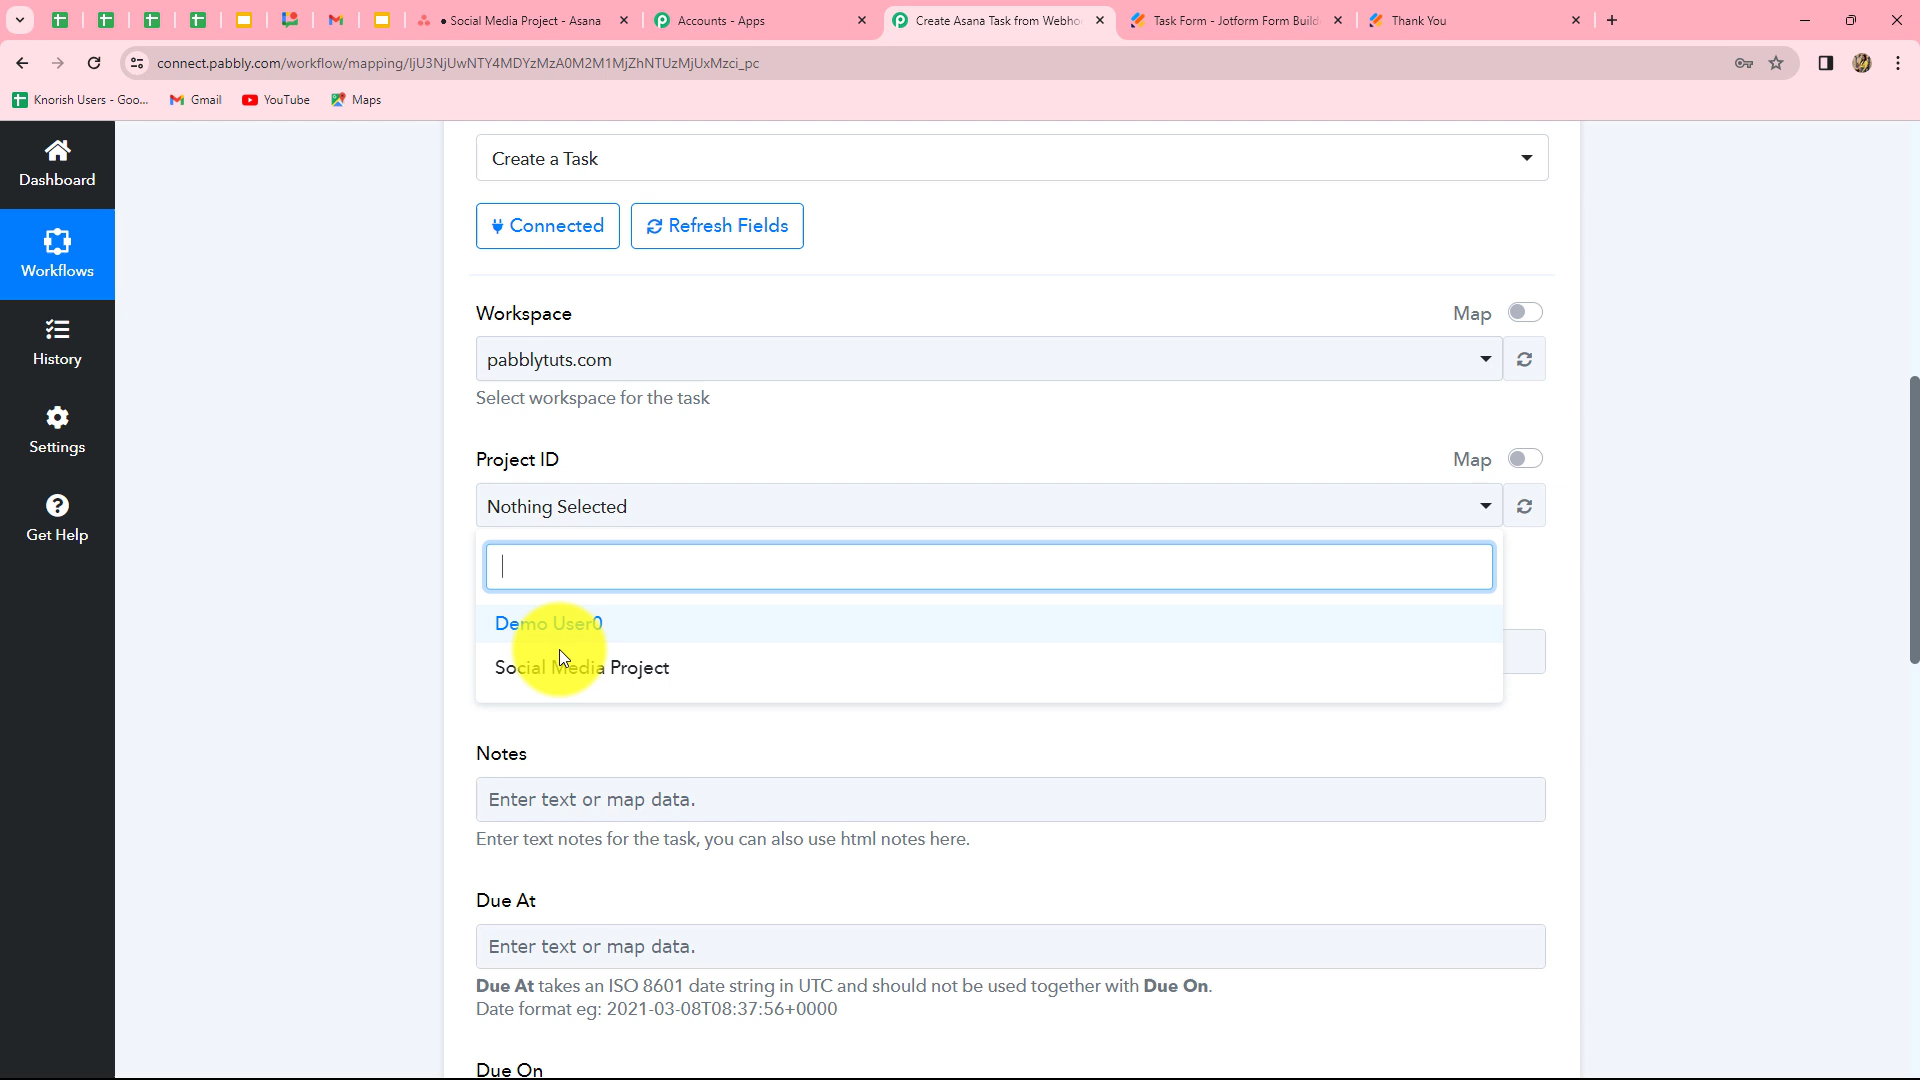 • Social Media Project - Asana
Accounts - Apps
Create Asana Task from Webho
Task Form - Jotform Form Build
Thank You
connect.pabbly.com/workflow/mapping/IjU3NjUwNTY4MDYzMzA0M2M1MjZhNTUzMjUxMzci_pc
Knorish Users - Goo...
Gmail
YouTube
Maps
Dashboard
Workflows
History
Settings
Get Help
Create a Task
Connected
Refresh Fields
Workspace
Map
pabblytuts.com
Select workspace for the task
Project ID
Map
Nothing Selected
Demo User0
Social Media Project
Notes
Enter text or map data.
Enter text notes for the task, you can also use html notes here.
Due At
Enter text or map data.
Due At takes an ISO 8601 date string in UTC and should not be used together with Due On.
Date format eg: 2021-03-08T08:37:56+0000
Due On